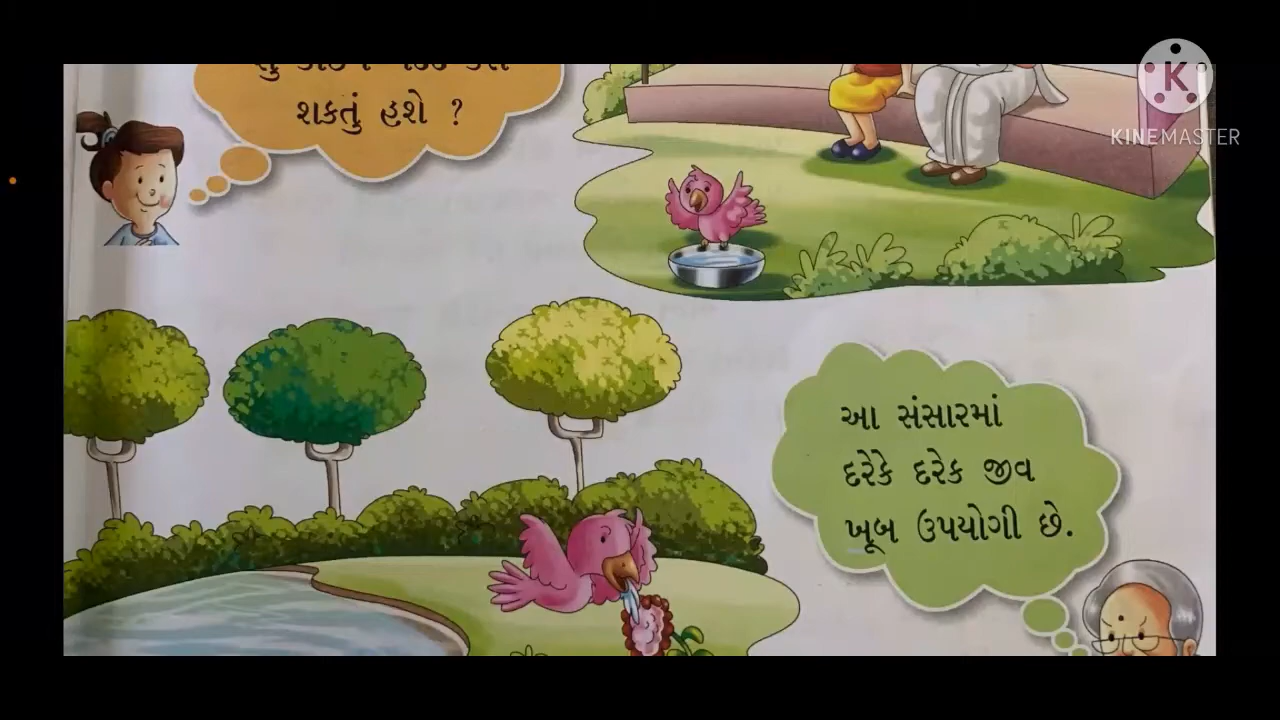 શકતું હશે ?
K
KINEMASTER
આ સંસારમાં
દરેકે દરેક જીવ
ખૂબ ઉપયોગી છે.